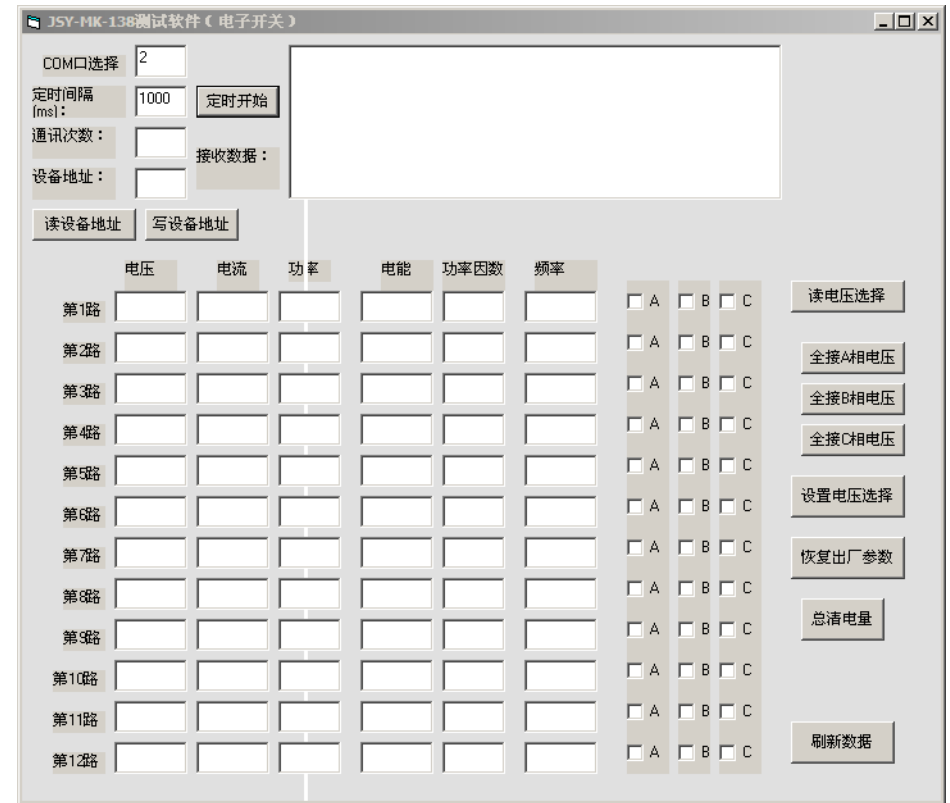 JSY-MK-138测试软件（电子开关）
COM口选择 2
定时间隔
(ms)： 1000 定时开始
通讯次数：
接收数据：
设备地址：
读设备地址 写设备地址
电压 电流 功率 电能 功率因数 频率
第1路 A B C 读电压选择
第2路 A B C 全接A相电压
第3路 A B C 全接B相电压
第4路 A B C 全接C相电压
第5路 A B C
第6路 A B C 设置电压选择
第7路 A B C 恢复出厂参数
第8路 A B C
第9路 A B C 总清电量
第10路 A B C
第11路 A B C
第12路 A B C 刷新数据